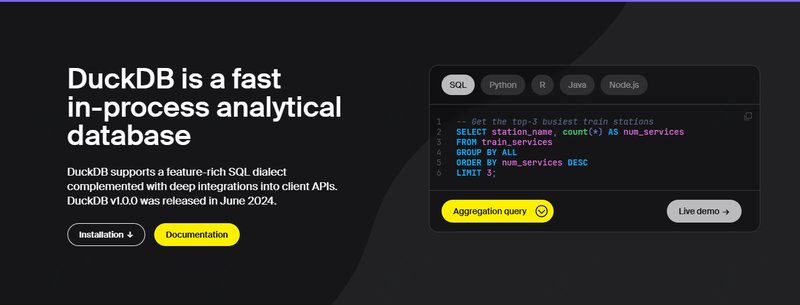 DuckDB is a fast
in-process analytical
database
DuckDB supports a feature-rich SQL dialect
complemented with deep integrations into client APIs.
DuckDB v1.0.0 was released in June 2024.
Installation ↓
Documentation
SQL
Python
R
Java
Node.js
1 -- Get the top-3 busiest train stations
2 SELECT station_name, count(*) AS num_services
3 FROM train_services
4 GROUP BY ALL
5 ORDER BY num_services DESC
6 LIMIT 3;
Aggregation query
Live demo →